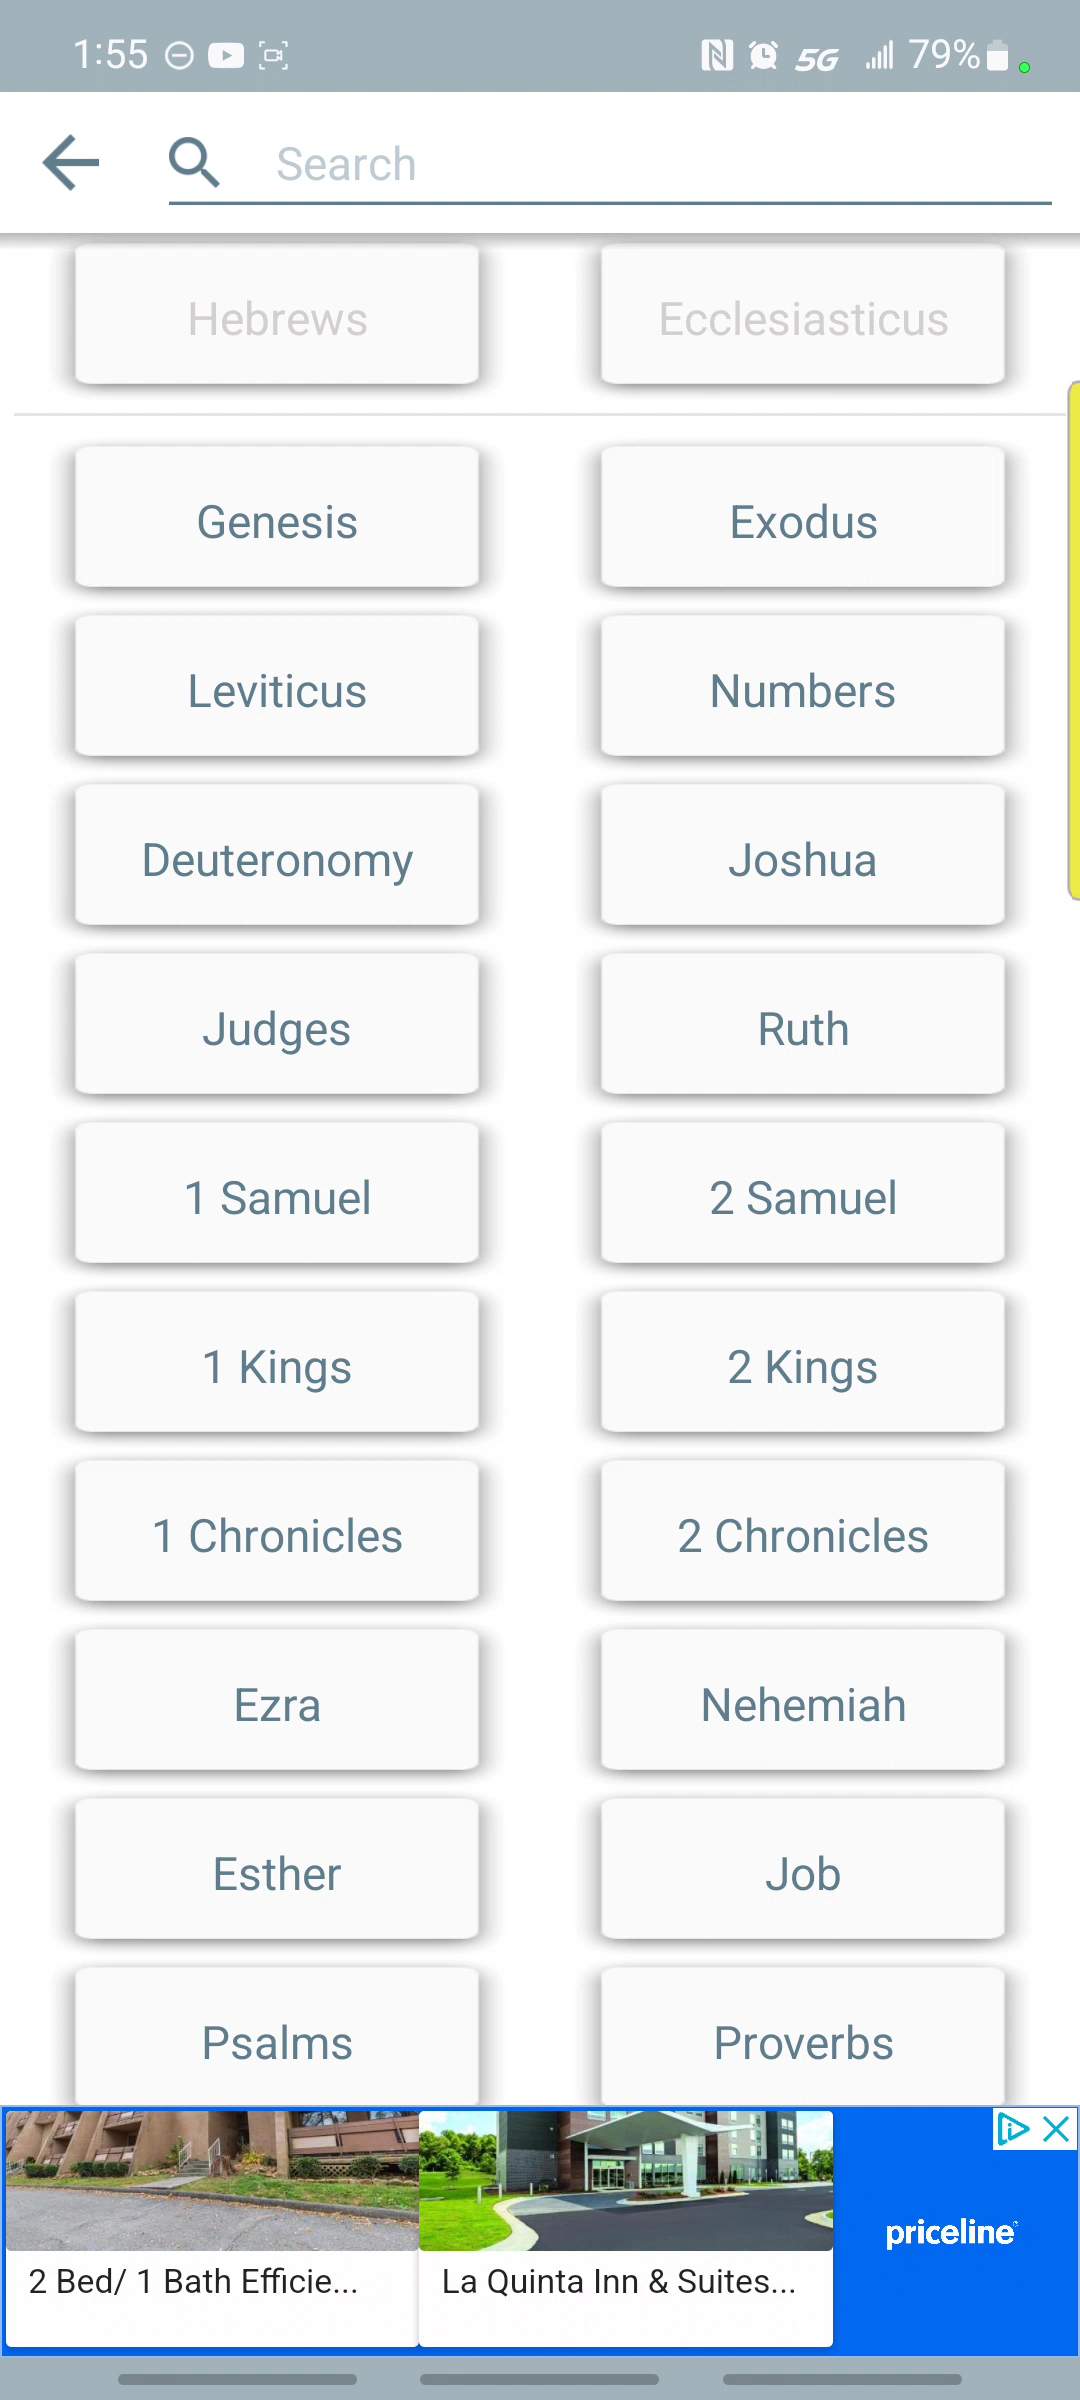 1:55 5G 79%
Search
Hebrews Ecclesiasticus
Genesis Exodus
Leviticus Numbers
Deuteronomy Joshua
Judges Ruth
1 Samuel 2 Samuel
1 Kings 2 Kings
1 Chronicles 2 Chronicles
Ezra Nehemiah
Esther Job
Psalms Proverbs
priceline
2 Bed/ 1 Bath Efficie... La Quinta Inn & Suites...